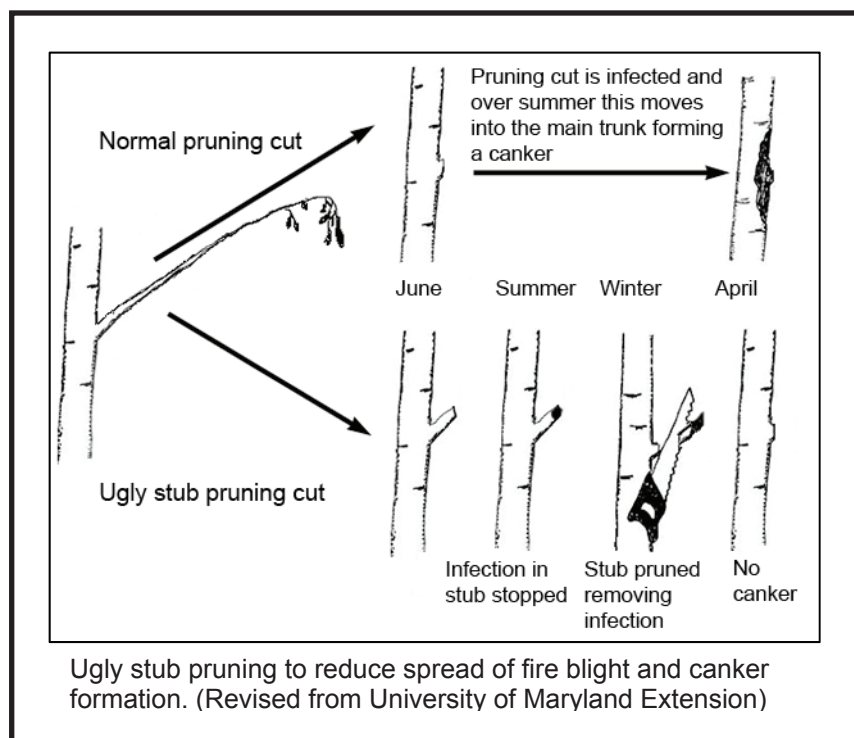 Normal pruning cut
Pruning cut is infected and
over summer this moves
into the main trunk forming
a canker
June
Summer
Winter
April
Ugly stub pruning cut
Infection in
stub stopped
Stub pruned
removing
infection
No
canker
Ugly stub pruning to reduce spread of fire blight and canker
formation. (Revised from University of Maryland Extension)